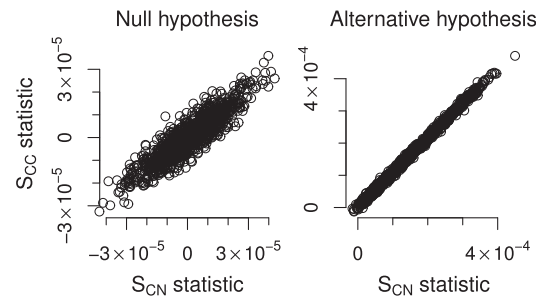 Null hypothesis
Alternative hypothesis
S_CC statistic
−3×10⁻⁵ 0 3×10⁻⁵
−3×10⁻⁵ 0 3×10⁻⁵
S_CN statistic
0 4×10⁻⁴
0 4×10⁻⁴
S_CN statistic